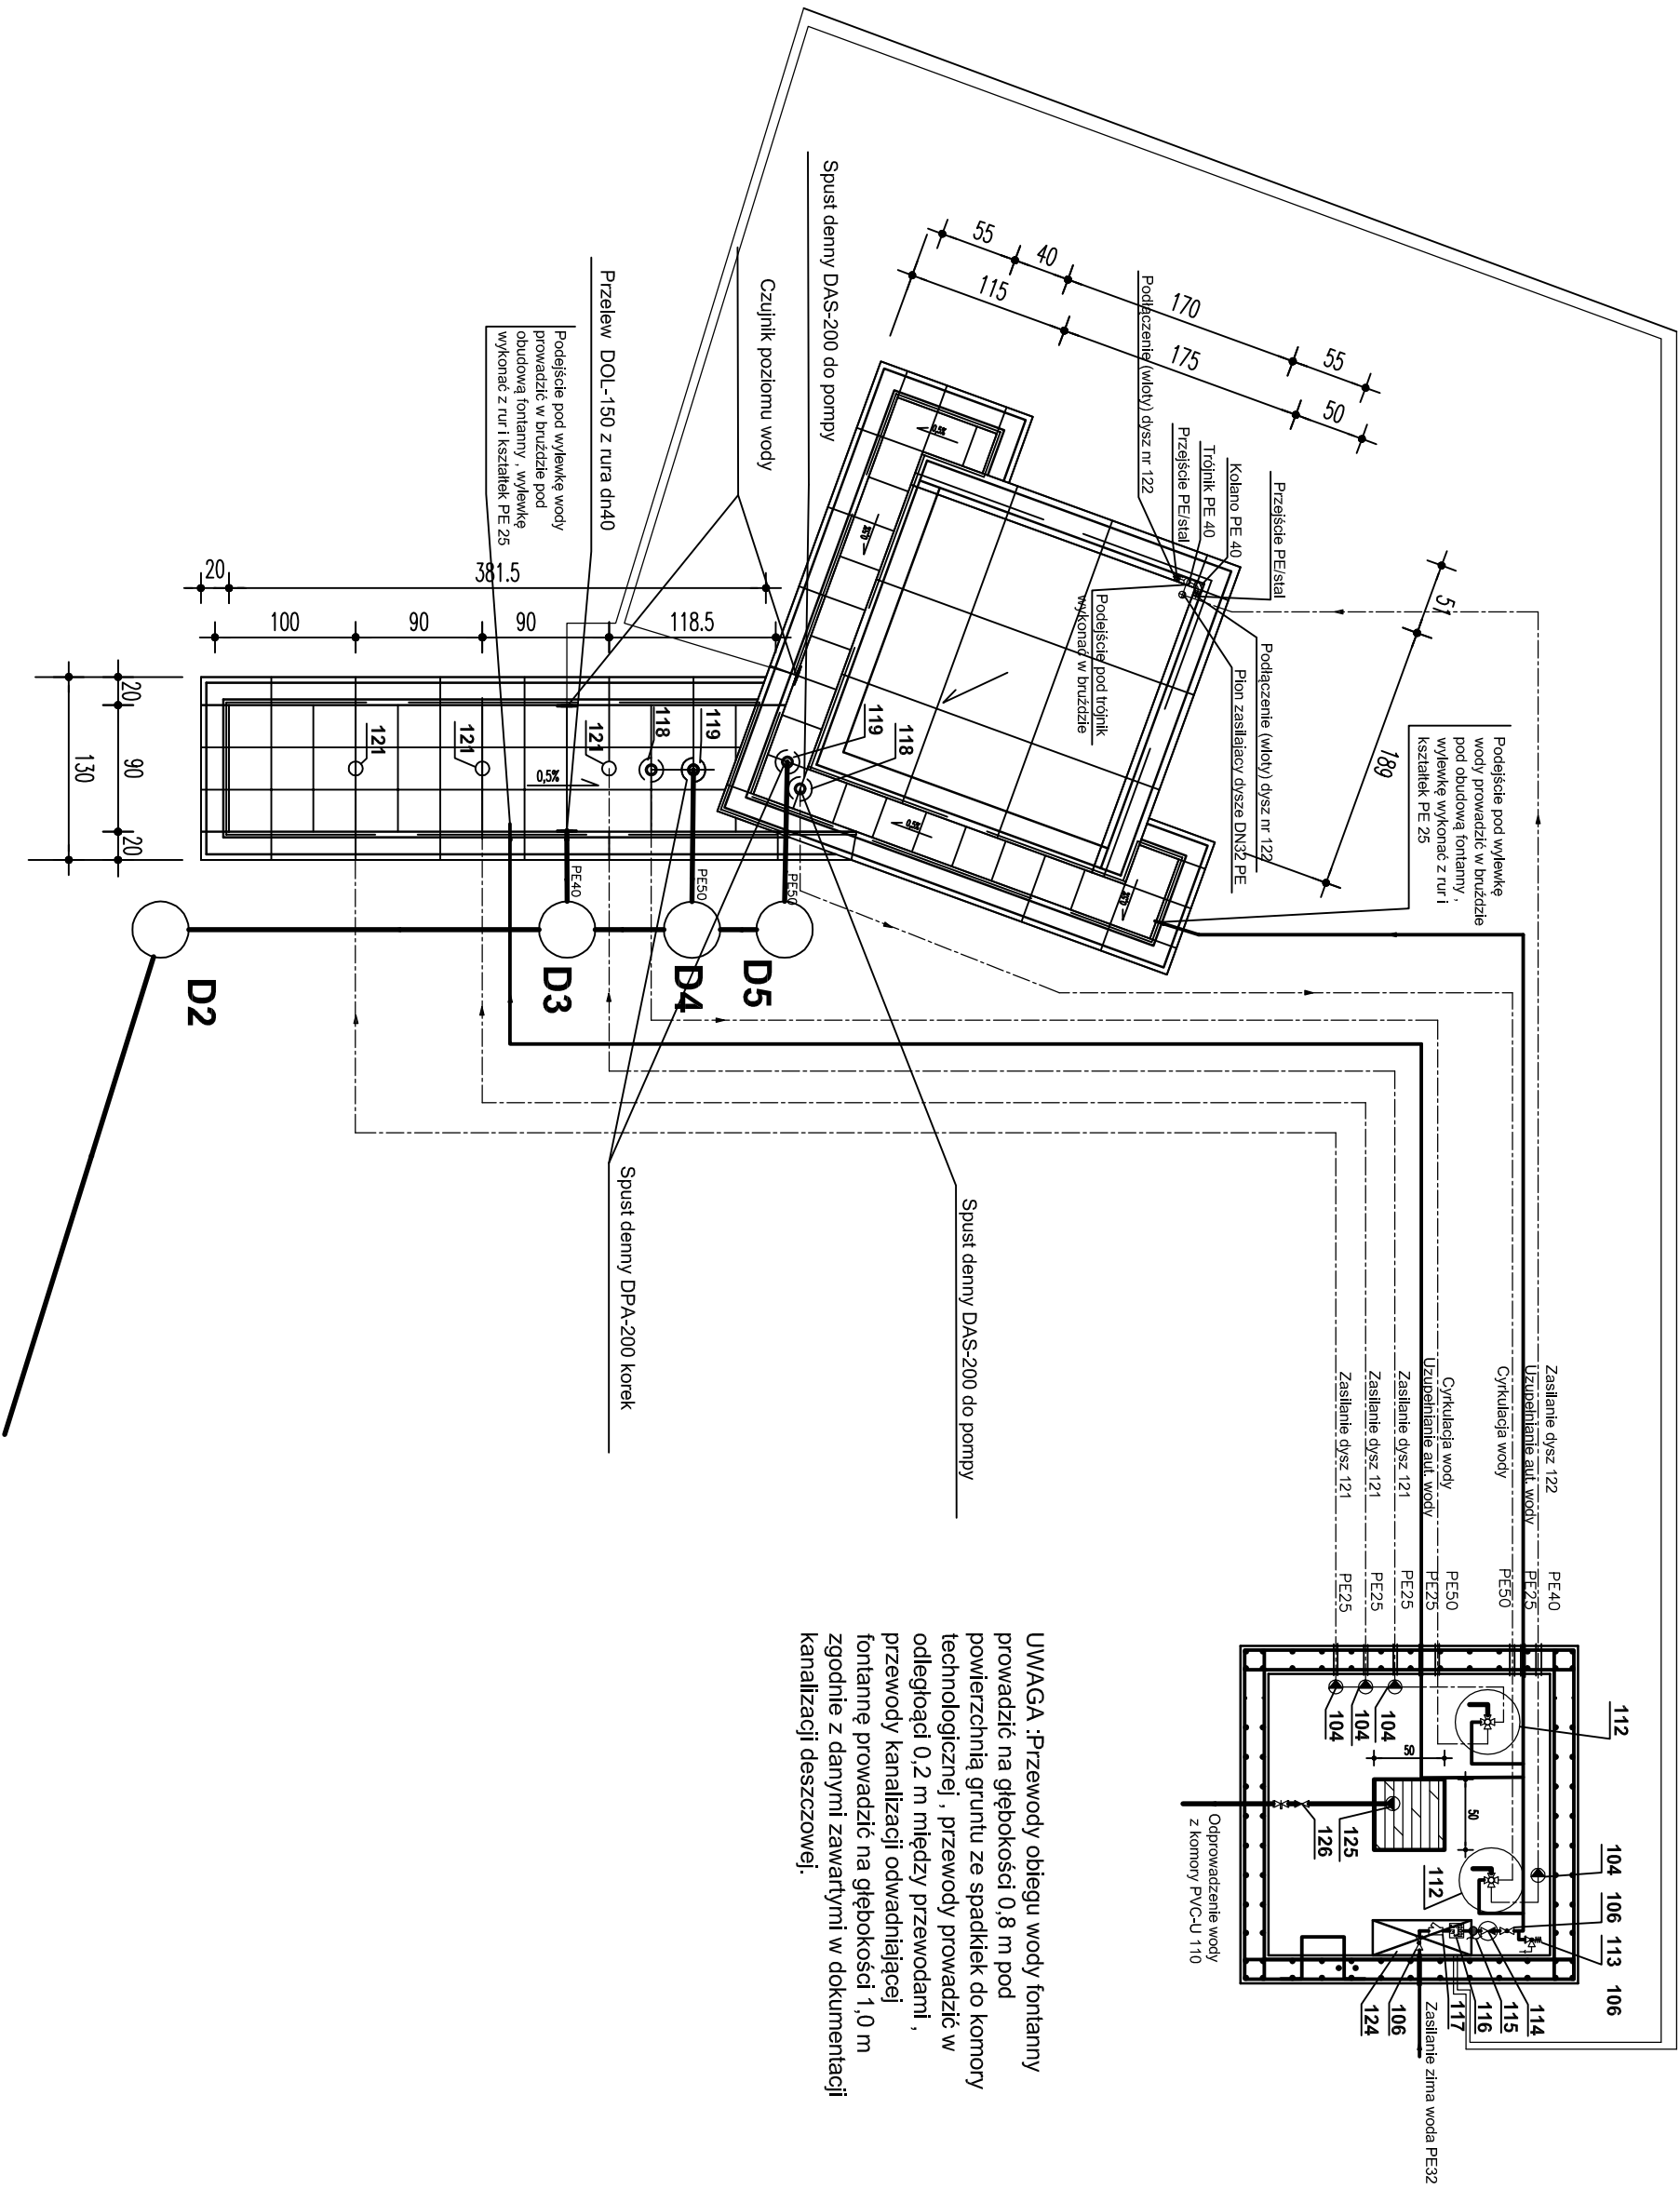 55
40
170
55
115
175
50
51
189
Przejście PE/stal
Kolano PE 40
Trójnik PE 40
Przejście PE/stal
Podłączenie (wloty) dysz nr 122
Podłączenie (wloty) dysz nr 122
Pion zasilajacy dysze DN32 PE
Podejście pod trójnik
wykonać w bruździe
Podejście pod wylewkę
wody prowadzić w bruździe
pod obudową fontanny ,
wylewkę wykonać z rur i
kształtek PE 25
Spust denny DAS-200 do pompy
Czujnik poziomu wody
Przelew DOL-150 z rura dn40
Podejście pod wylewkę wody
prowadzić w bruździe pod
obudową fontanny , wylewkę
wykonać z rur i kształtek PE 25
20
381.5
100
90
90
118.5
20
90
20
130
0,5%
0,5%
0,5%
0,5%
0,5%
121
121
121
118
119
119
118
PE40
PE50
PE50
D2
D3
D4
D5
Spust denny DPA-200 korek
Spust denny DAS-200 do pompy
Zasilanie dysz 122
PE40
Uzupełnianie aut. wody
PE25
Cyrkulacja wody
PE50
Cyrkulacja wody
PE50
Uzupełnianie aut. wody
PE25
Zasilanie dysz 121
PE25
Zasilanie dysz 121
PE25
Zasilanie dysz 121
PE25
112
104
106
113
106
104
104
104
112
50
50
125
126
114
115
116
117
106
124
Zasilanie zima woda PE32
Odprowadzenie wody
z komory PVC-U 110
UWAGA :Przewody obiegu wody fontanny
prowadzić na głębokości 0,8 m pod
powierzchnią gruntu ze spadkiek do komory
technologicznej , przewody prowadzić w
odległoąci 0,2 m między przewodami ,
przewody kanalizacji odwadniającej
fontannę prowadzić na głębokości 1,0 m
zgodnie z danymi zawartymi w dokumentacji
kanalizacji deszczowej.